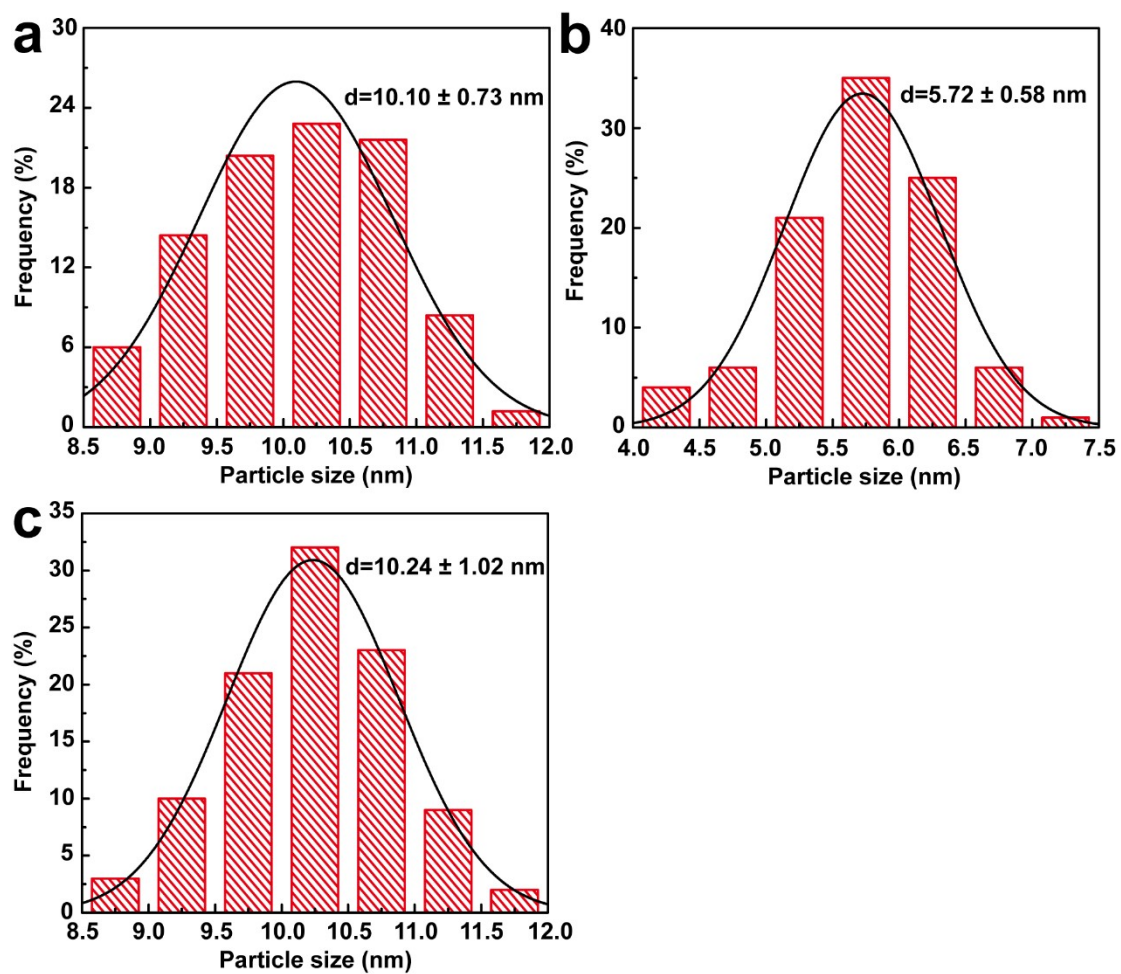 a
30
24
18
12
6
0
Frequency (%)
d=10.10 ± 0.73 nm
8.5 9.0 9.5 10.0 10.5 11.0 11.5 12.0
Particle size (nm)
b
40
30
20
10
0
Frequency (%)
d=5.72 ± 0.58 nm
4.0 4.5 5.0 5.5 6.0 6.5 7.0 7.5
Particle size (nm)
c
35
30
25
20
15
10
5
0
Frequency (%)
d=10.24 ± 1.02 nm
8.5 9.0 9.5 10.0 10.5 11.0 11.5 12.0
Particle size (nm)